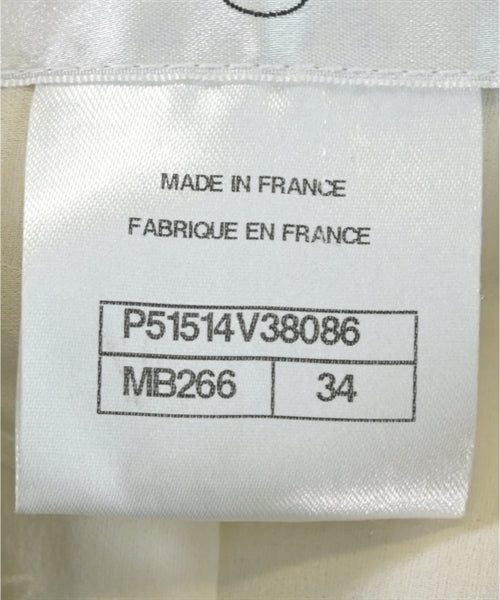 MADE IN FRANCE
FABRIQUE EN FRANCE
P51514V38086
MB266 34